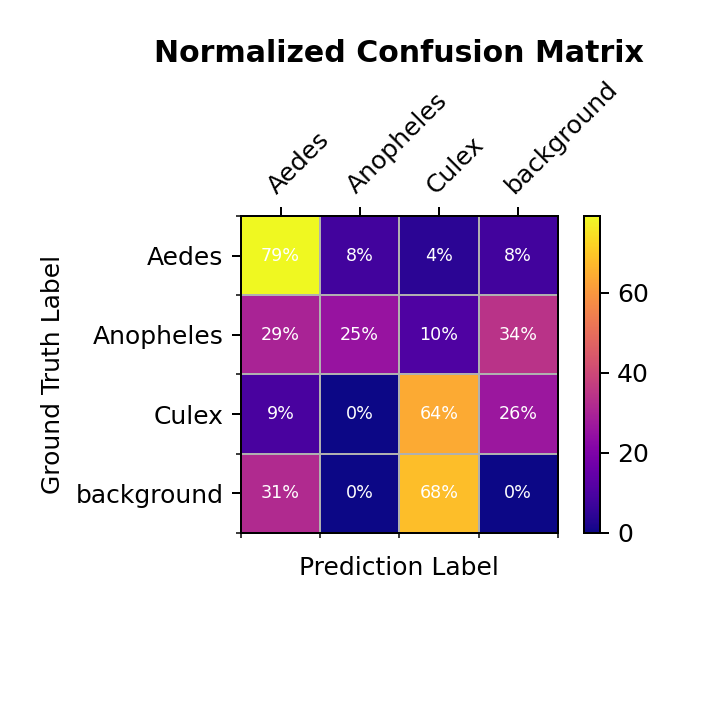 Normalized Confusion Matrix
Aedes Anopheles Culex background
Ground Truth Label
Aedes 79% 8% 4% 8%
Anopheles 29% 25% 10% 34%
Culex 9% 0% 64% 26%
background 31% 0% 68% 0%
60
40
20
0
Prediction Label